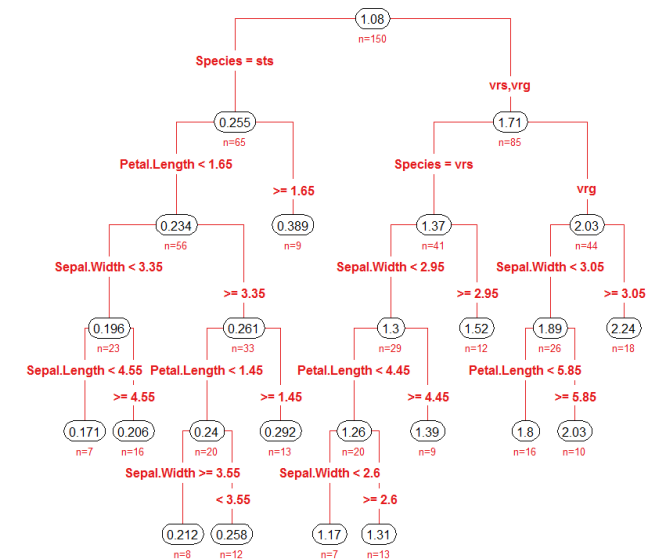 1.08
n=150
Species = sts
vrs,vrg
0.255
1.71
n=65
n=85
Petal.Length < 1.65
Species = vrs
>= 1.65
vrg
0.234
0.389
1.37
2.03
n=56
n=9
n=41
n=44
Sepal.Width < 3.35
Sepal.Width < 2.95
Sepal.Width < 3.05
>= 3.35
>= 2.95
>= 3.05
0.196
0.261
1.3
1.52
1.89
2.24
n=23
n=33
n=29
n=12
n=26
n=18
Sepal.Length < 4.55
Petal.Length < 1.45
Petal.Length < 4.45
Petal.Length < 5.85
>= 4.55
>= 1.45
>= 4.45
>= 5.85
0.171
0.206
0.24
0.292
1.26
1.39
1.8
2.03
n=7
n=16
n=20
n=13
n=20
n=9
n=16
n=10
Sepal.Width >= 3.55
Sepal.Width < 2.6
< 3.55
>= 2.6
0.212
0.258
1.17
1.31
n=8
n=12
n=7
n=13